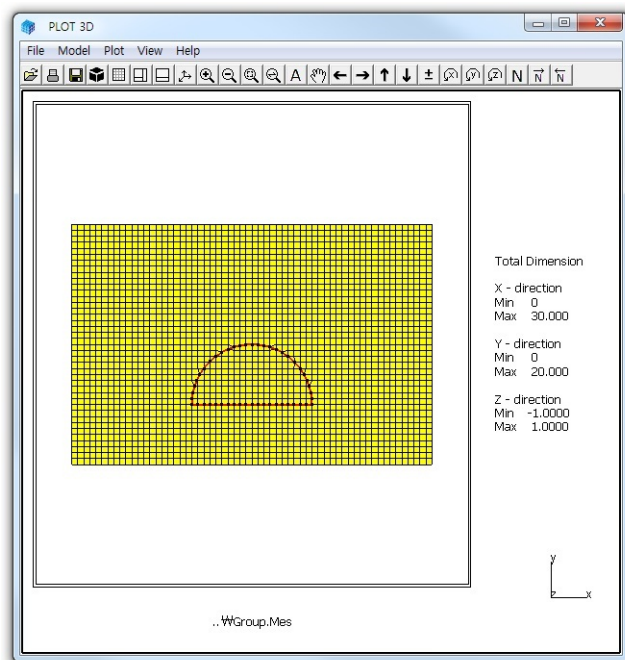 PLOT 3D
File Model Plot View Help
A ± x y z N N N
Total Dimension
X - direction
Min 0
Max 30.000
Y - direction
Min 0
Max 20.000
Z - direction
Min -1.0000
Max 1.0000
y
z x
..₩Group.Mes